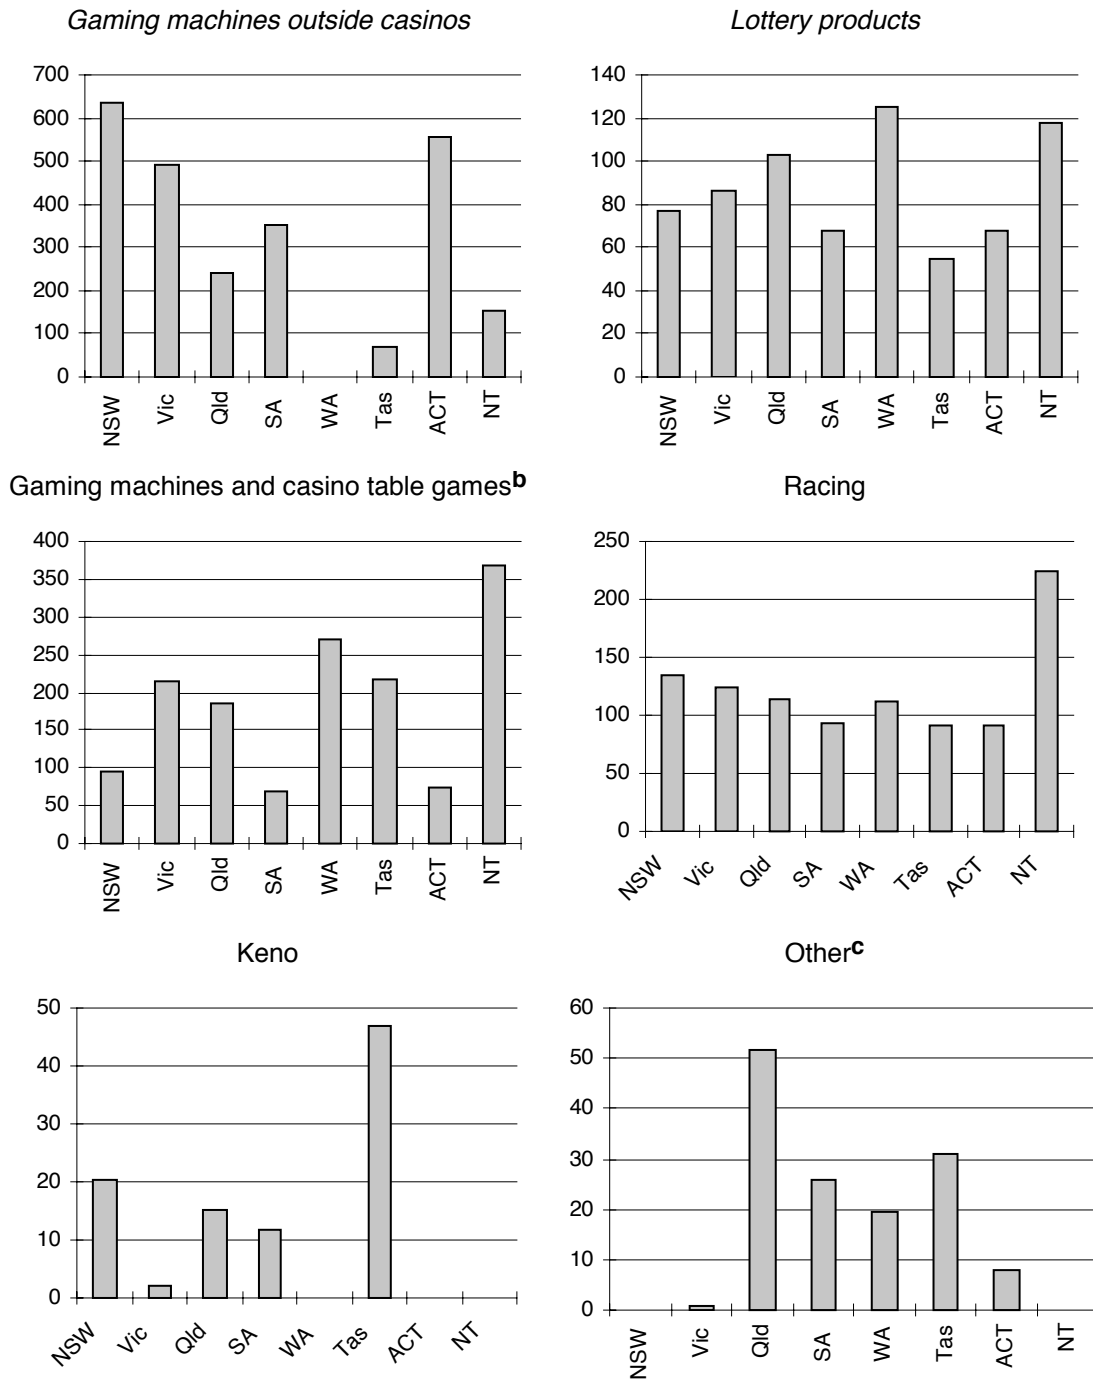 Gaming machines outside casinos
700
600
500
400
300
200
100
0
NSW
Vic
Qld
SA
WA
Tas
ACT
NT
Lottery products
140
120
100
80
60
40
20
0
NSW
Vic
Qld
SA
WA
Tas
ACT
NT
Gaming machines and casino table gamesb
400
350
300
250
200
150
100
50
0
NSW
Vic
Qld
SA
WA
Tas
ACT
NT
Racing
250
200
150
100
50
0
NSW
Vic
Qld
SA
WA
Tas
ACT
NT
Keno
50
40
30
20
10
0
NSW
Vic
Qld
SA
WA
Tas
ACT
NT
Otherc
60
50
40
30
20
10
0
NSW
Vic
Qld
SA
WA
Tas
ACT
NT